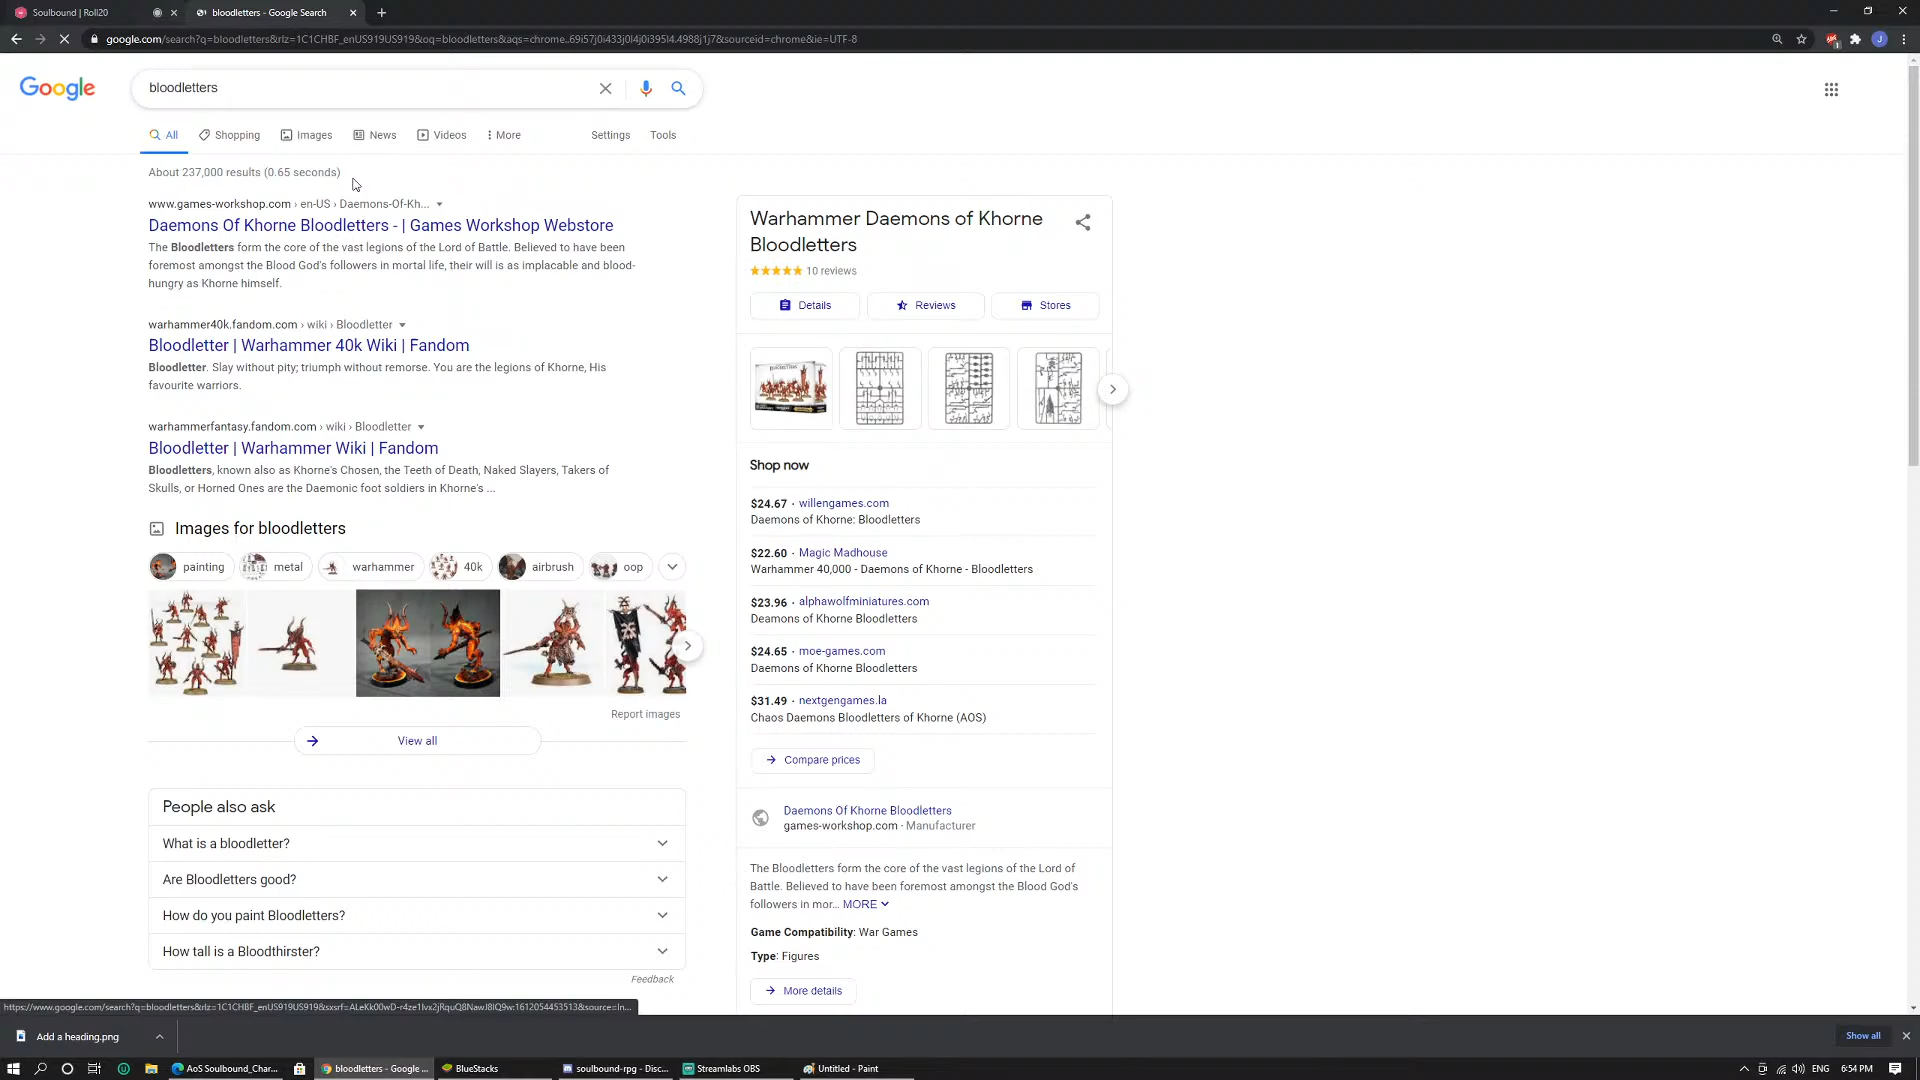 Soulbound | Roll20
bloodletters - Google Search
google.com/search?q=bloodletters&rlz=1C1CHBF_enUS919US919&oq=bloodletters&aqs=chrome..69i57j0i433j0l4j0i395l4.4988j1j7&sourceid=chrome&ie=UTF-8
Google
bloodletters
All
Shopping
Images
News
Videos
More
Settings
Tools
About 237,000 results (0.65 seconds)
www.games-workshop.com › en-US › Daemons-Of-Kh...
Daemons Of Khorne Bloodletters - | Games Workshop Webstore
The Bloodletters form the core of the vast legions of the Lord of Battle. Believed to have been
foremost amongst the Blood God's followers in mortal life, their will is as implacable and blood-
hungry as Khorne himself.
warhammer40k.fandom.com › wiki › Bloodletter
Bloodletter | Warhammer 40k Wiki | Fandom
Bloodletter. Slay without pity; triumph without remorse. You are the legions of Khorne, His
favourite warriors.
warhammerfantasy.fandom.com › wiki › Bloodletter
Bloodletter | Warhammer Wiki | Fandom
Bloodletters, known also as Khorne's Chosen, the Teeth of Death, Naked Slayers, Takers of
Skulls, or Horned Ones are the Daemonic foot soldiers in Khorne's ...
Images for bloodletters
painting
metal
warhammer
40k
airbrush
oop
Report images
View all
People also ask
What is a bloodletter?
Are Bloodletters good?
How do you paint Bloodletters?
How tall is a Bloodthirster?
Feedback
Warhammer Daemons of Khorne
Bloodletters
10 reviews
Details
Reviews
Stores
BLOODLETTERS
Shop now
$24.67 · willengames.com
Daemons of Khorne: Bloodletters
$22.60 · Magic Madhouse
Warhammer 40,000 - Daemons of Khorne - Bloodletters
$23.96 · alphawolfminiatures.com
Deamons of Khorne Bloodletters
$24.65 · moe-games.com
Daemons of Khorne Bloodletters
$31.49 · nextgengames.la
Chaos Daemons Bloodletters of Khorne (AOS)
Compare prices
Daemons Of Khorne Bloodletters
games-workshop.com - Manufacturer
The Bloodletters form the core of the vast legions of the Lord of
Battle. Believed to have been foremost amongst the Blood God's
followers in mor... MORE
Game Compatibility: War Games
Type: Figures
More details
Add a heading.png
Show all
AoS Soulbound_Char...
bloodletters - Google ...
BlueStacks
soulbound-rpg - Disc...
Streamlabs OBS
Untitled - Paint
ENG
6:54 PM